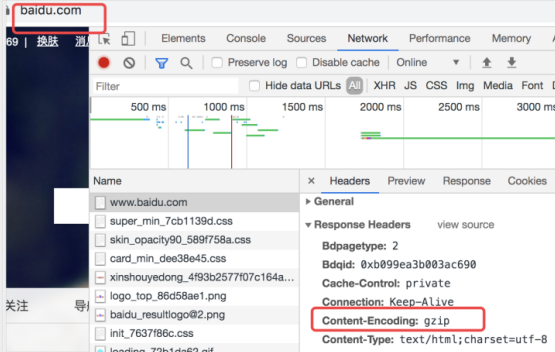 baidu.com
69 | 换肤 消息
Elements Console Sources Network Performance Memory
Preserve log Disable cache Online
Filter Hide data URLs All XHR JS CSS Img Media Font
500 ms 1000 ms 1500 ms 2000 ms 2500 ms 3000 ms
Name
www.baidu.com
super_min_7cb1139d.css
skin_opacity90_589f758a.css
card_min_dee38e45.css
xinshouyedong_4f93b2577f07c164a...
logo_top_86d58ae1.png
baidu_resultlogo@2.png
init_7637f86c.css
loading_72b1da62.gif
× Headers Preview Response Cookies
General
Response Headers view source
Bdpagetype: 2
Bdqid: 0xb099ea3b003ac690
Cache-Control: private
Connection: Keep-Alive
Content-Encoding: gzip
Content-Type: text/html;charset=utf-8
关注 导